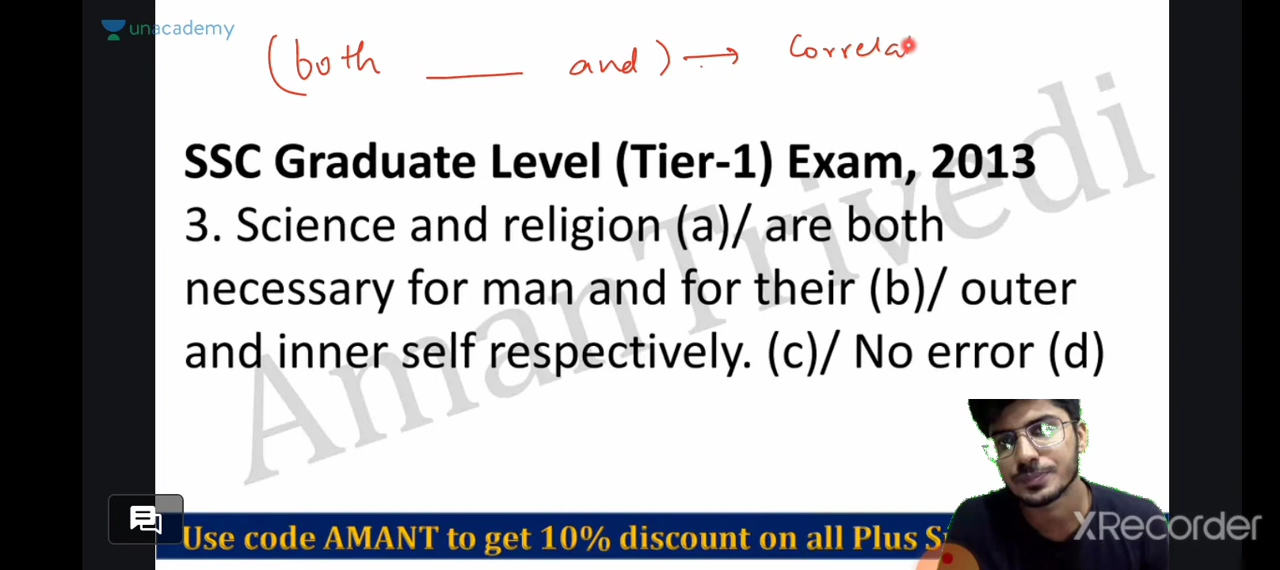 unacademy
(both ____ and) → Correla
SSC Graduate Level (Tier-1) Exam, 2013
3. Science and religion (a)/ are both
necessary for man and for their (b)/ outer
and inner self respectively. (c)/ No error (d)
AmanTrivedi
Use code AMANT to get 10% discount on all Plus S
XRecorder